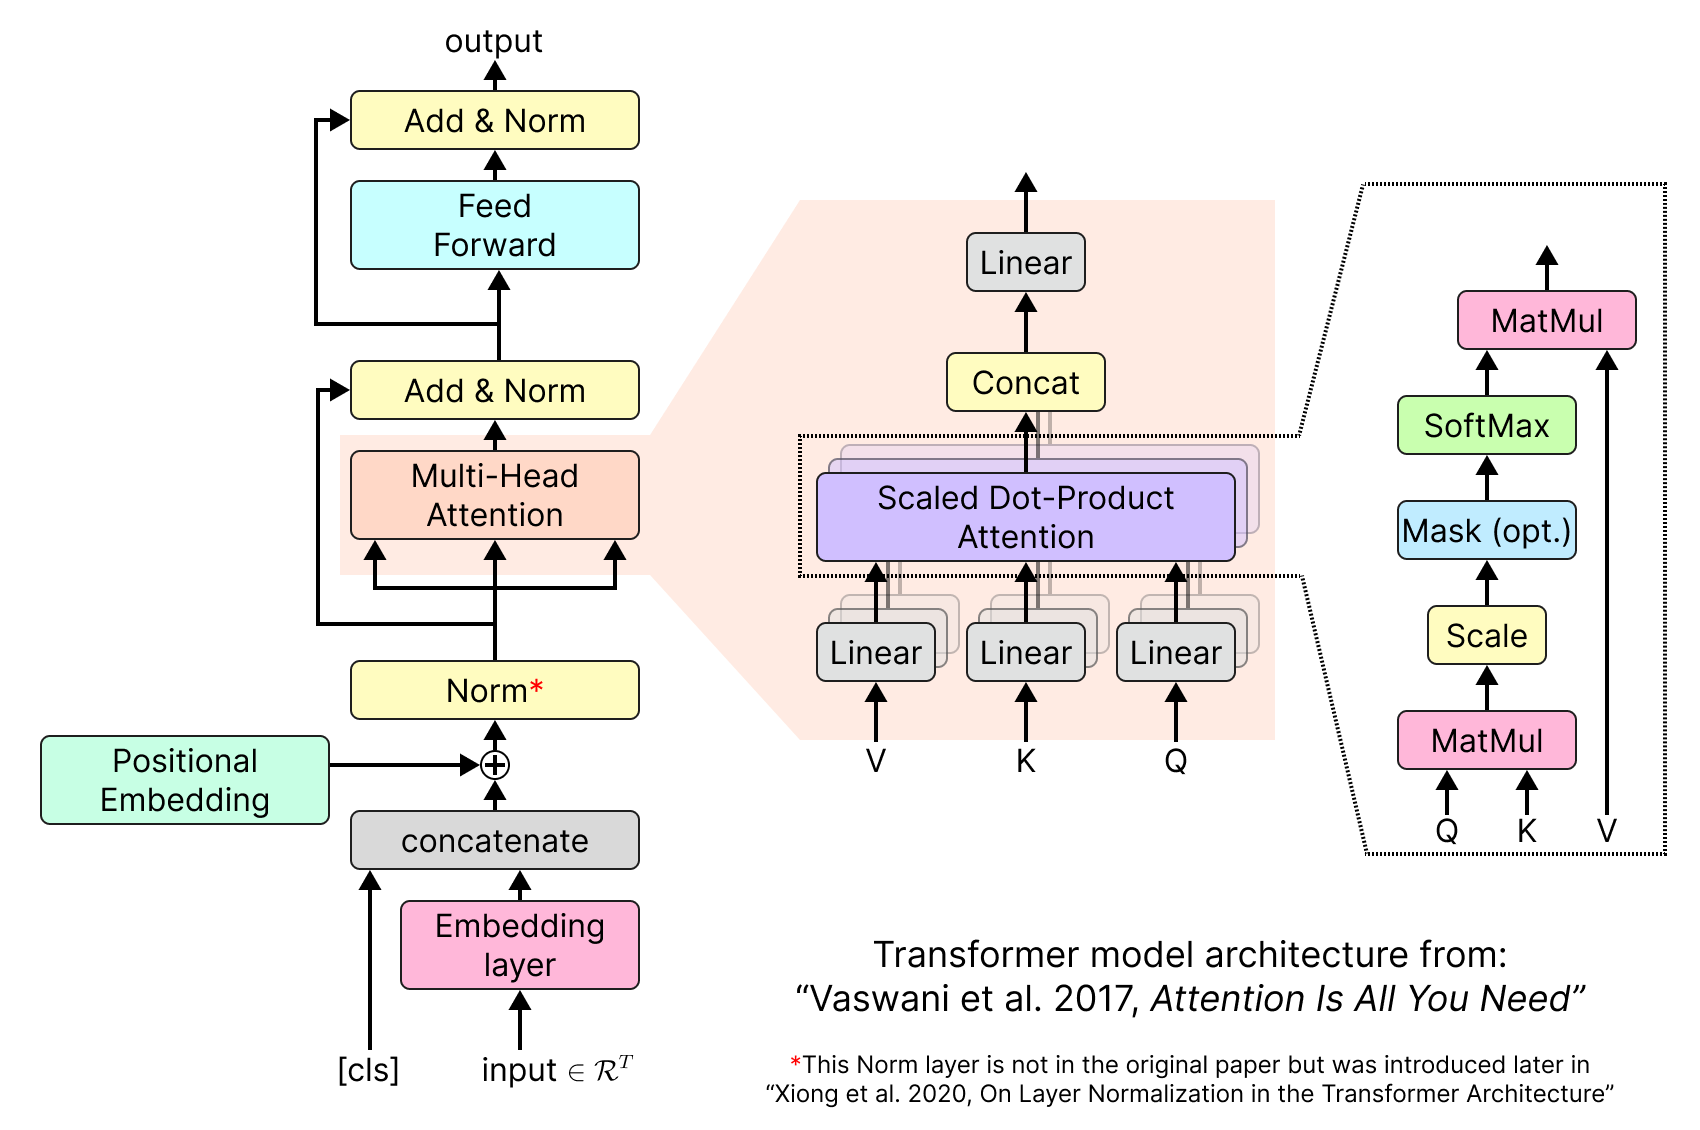 output
Add & Norm
Feed
Forward
Add & Norm
Multi-Head
Attention
Norm*
Positional
Embedding
concatenate
Embedding
layer
[cls]
input ∈ ℛᵀ
Linear
Concat
Scaled Dot-Product
Attention
Linear
Linear
Linear
V
K
Q
MatMul
SoftMax
Mask (opt.)
Scale
MatMul
Q
K
V
Transformer model architecture from:
“Vaswani et al. 2017, Attention Is All You Need”
*This Norm layer is not in the original paper but was introduced later in
“Xiong et al. 2020, On Layer Normalization in the Transformer Architecture”